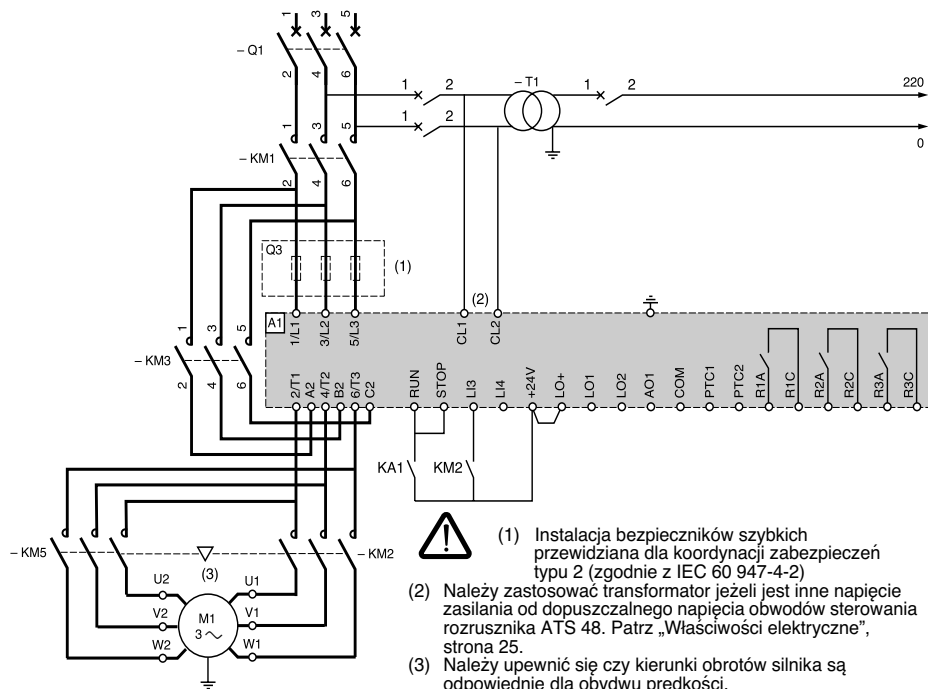 1 3 5
– Q1
2 4 6
1 2 – T1 1 2 220
1 2 0
1 3 5
– KM1
2 4 6
Q3 (1)
(2)
A1 1/L1 3/L2 5/L3 CL1 CL2
1 3 5
– KM3
2 4 6
2/T1 A2 4/T2 B2 6/T3 C2 RUN STOP LI3 LI4 +24V LO+ LO1 LO2 AO1 COM PTC1 PTC2 R1A R1C R2A R2C R3A R3C
KA1 KM2
– KM5 – KM2
(3)
U2 U1
V2 M1 V1
3 ~
W2 W1
(1) Instalacja bezpieczników szybkich
przewidziana dla koordynacji zabezpieczeń
typu 2 (zgodnie z IEC 60 947-4-2)
(2) Należy zastosować transformator jeżeli jest inne napięcie
zasilania od dopuszczalnego napięcia obwodów sterowania
rozrusznika ATS 48. Patrz „Właściwości elektryczne”,
strona 25.
(3) Należy upewnić się czy kierunki obrotów silnika są
odpowiednie dla obydwu prędkości.